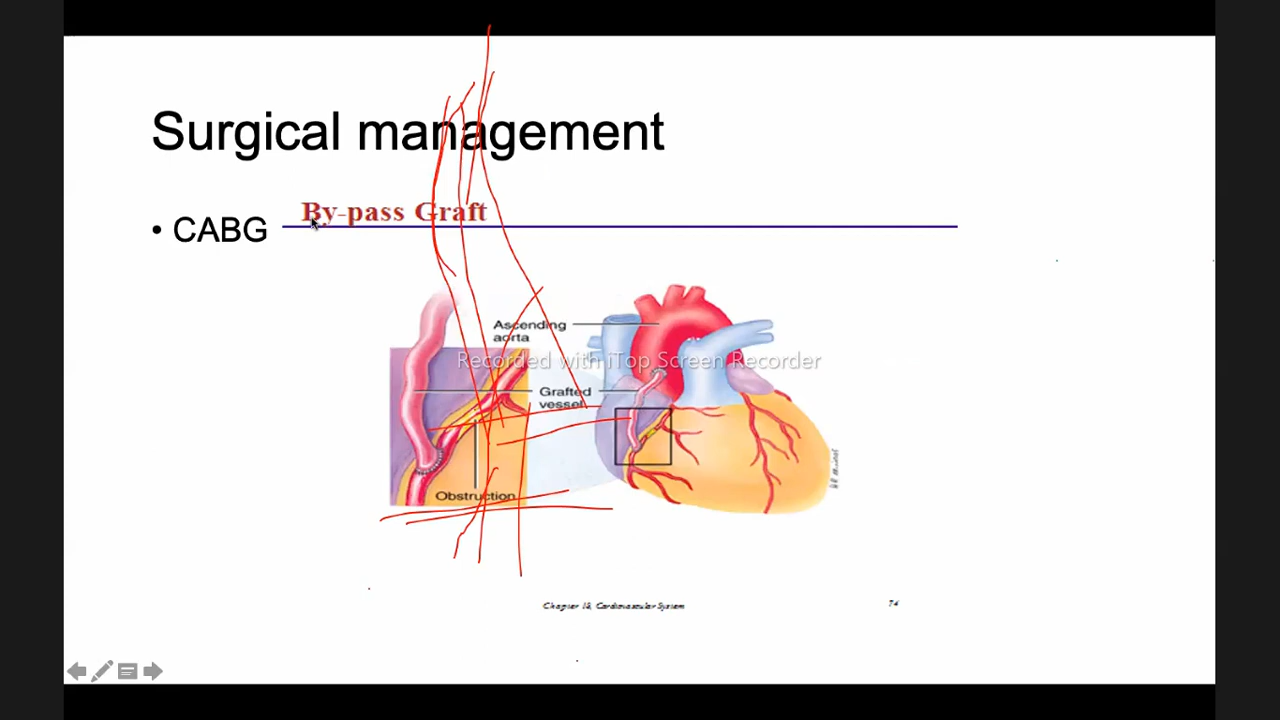 Surgical management
By-pass Graft
• CABG
Ascending
aorta
Recorded with iTop Screen Recorder
Grafted
vessel
Obstruction
Chapter 18, Cardiovascular System
74